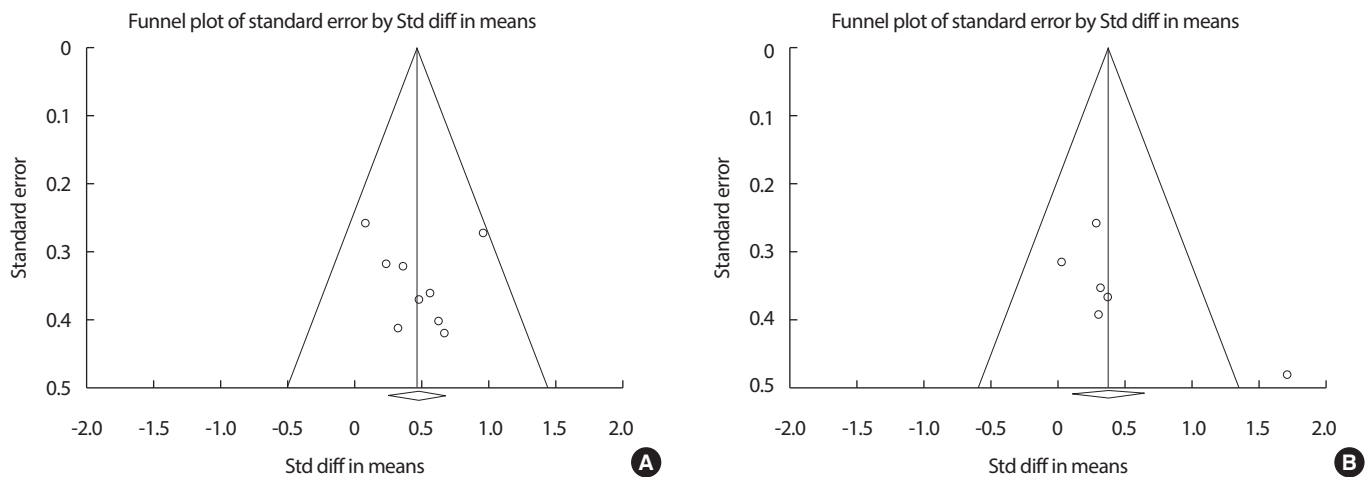 Funnel plot of standard error by Std diff in means
0
0.1
0.2
0.3
0.4
0.5
Standard error
-2.0 -1.5 -1.0 -0.5 0 0.5 1.0 1.5 2.0
Std diff in means
A
Funnel plot of standard error by Std diff in means
0
0.1
0.2
0.3
0.4
0.5
Standard error
-2.0 -1.5 -1.0 -0.5 0 0.5 1.0 1.5 2.0
Std diff in means
B